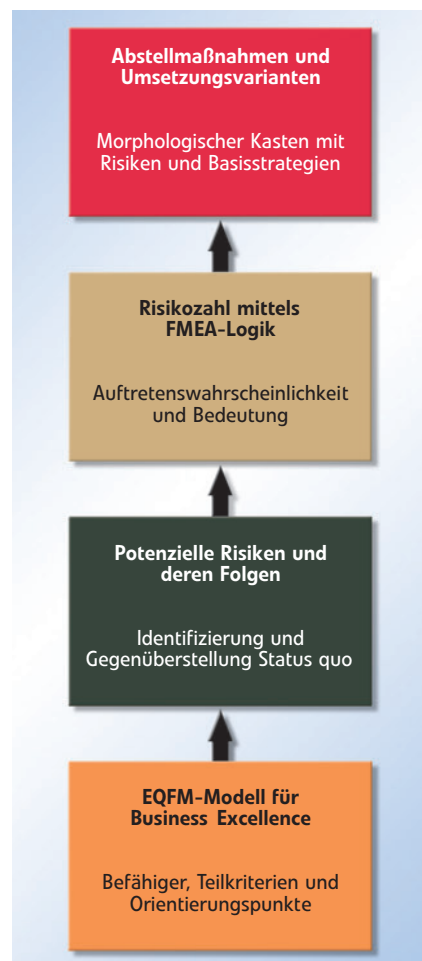 Abstellmaßnahmen und
Umsetzungsvarianten
Morphologischer Kasten mit
Risiken und Basisstrategien
Risikozahl mittels
FMEA-Logik
Auftretenswahrscheinlichkeit
und Bedeutung
Potenzielle Risiken und
deren Folgen
Identifizierung und
Gegenüberstellung Status quo
EQFM-Modell für
Business Excellence
Befähiger, Teilkriterien und
Orientierungspunkte